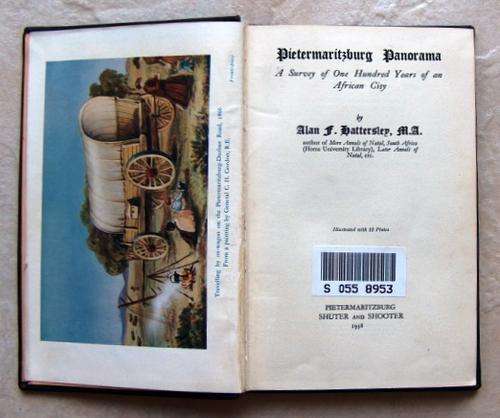 Frontispiece
Travelling by ox-wagon on the Pietermaritzburg-Durban Road, 1860.
From a painting by General C. H. Gordon, R.E.
Pietermaritzburg Panorama
A Survey of One Hundred Years of an
African City
by
Alan F. Hattersley, M.A.
author of More Annals of Natal, South Africa
(Home University Library), Later Annals of
Natal, etc.
Illustrated with 22 Plates
S 055 8953
PIETERMARITZBURG
SHUTER AND SHOOTER
1938